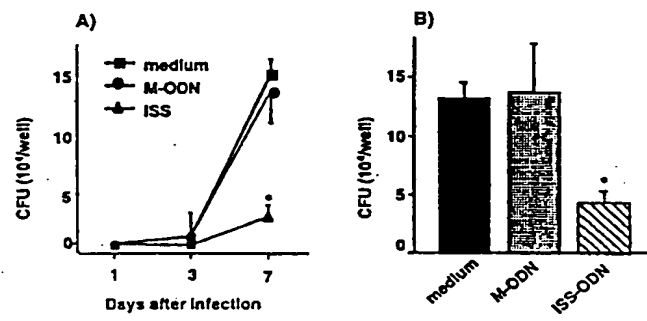 A)
CFU (10⁴/well)
15
10
5
0
medium
M-ODN
ISS
*
1 3 7
Days after infection
B)
CFU (10⁴/well)
15
10
5
0
*
medium
M-ODN
ISS-ODN